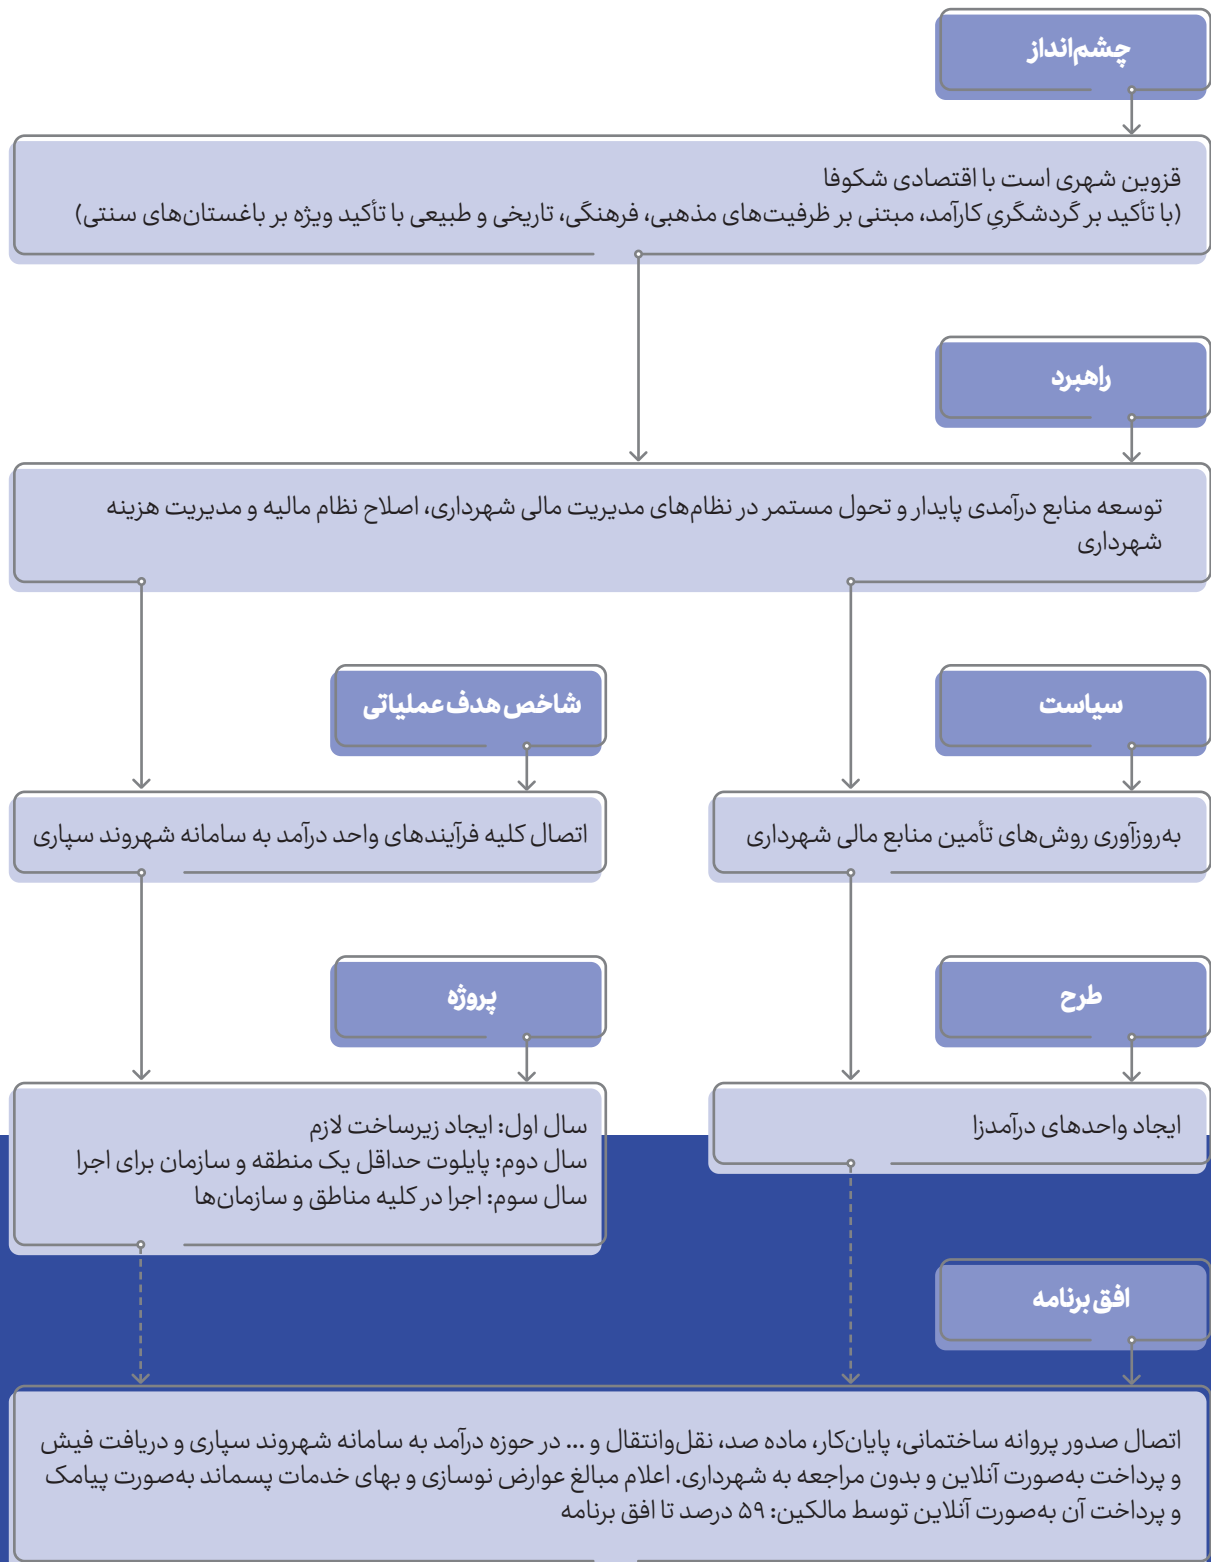 چشم‌انداز
قزوین شهری است با اقتصادی شکوفا
(با تأکید بر گردشگریِ کارآمد، مبتنی بر ظرفیت‌های مذهبی، فرهنگی، تاریخی و طبیعی با تأکید ویژه بر باغستان‌های سنتی)
راهبرد
توسعه منابع درآمدی پایدار و تحول مستمر در نظام‌های مدیریت مالی شهرداری، اصلاح نظام مالیه و مدیریت هزینه
شهرداری
سیاست
به‌روزآوری روش‌های تأمین منابع مالی شهرداری
شاخص هدف عملیاتی
اتصال کلیه فرآیندهای واحد درآمد به سامانه شهروند سپاری
طرح
ایجاد واحدهای درآمدزا
پروژه
سال اول: ایجاد زیرساخت لازم
سال دوم: پایلوت حداقل یک منطقه و سازمان برای اجرا
سال سوم: اجرا در کلیه مناطق و سازمان‌ها
افق برنامه
اتصال صدور پروانه ساختمانی، پایان‌کار، ماده صد، نقل‌وانتقال و ... در حوزه درآمد به سامانه شهروند سپاری و دریافت فیش
و پرداخت به‌صورت آنلاین و بدون مراجعه به شهرداری. اعلام مبالغ عوارض نوسازی و بهای خدمات پسماند به‌صورت پیامک
و پرداخت آن به‌صورت آنلاین توسط مالکین: ۵۹ درصد تا افق برنامه